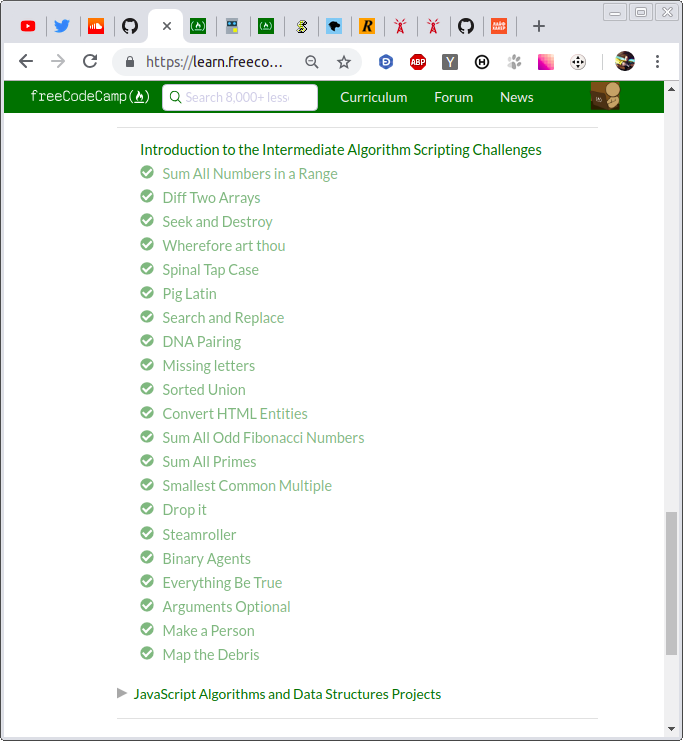 https://learn.freeco...
ABP
freeCodeCamp
Search 8,000+ less
Curriculum
Forum
News
Introduction to the Intermediate Algorithm Scripting Challenges
Sum All Numbers in a Range
Diff Two Arrays
Seek and Destroy
Wherefore art thou
Spinal Tap Case
Pig Latin
Search and Replace
DNA Pairing
Missing letters
Sorted Union
Convert HTML Entities
Sum All Odd Fibonacci Numbers
Sum All Primes
Smallest Common Multiple
Drop it
Steamroller
Binary Agents
Everything Be True
Arguments Optional
Make a Person
Map the Debris
JavaScript Algorithms and Data Structures Projects